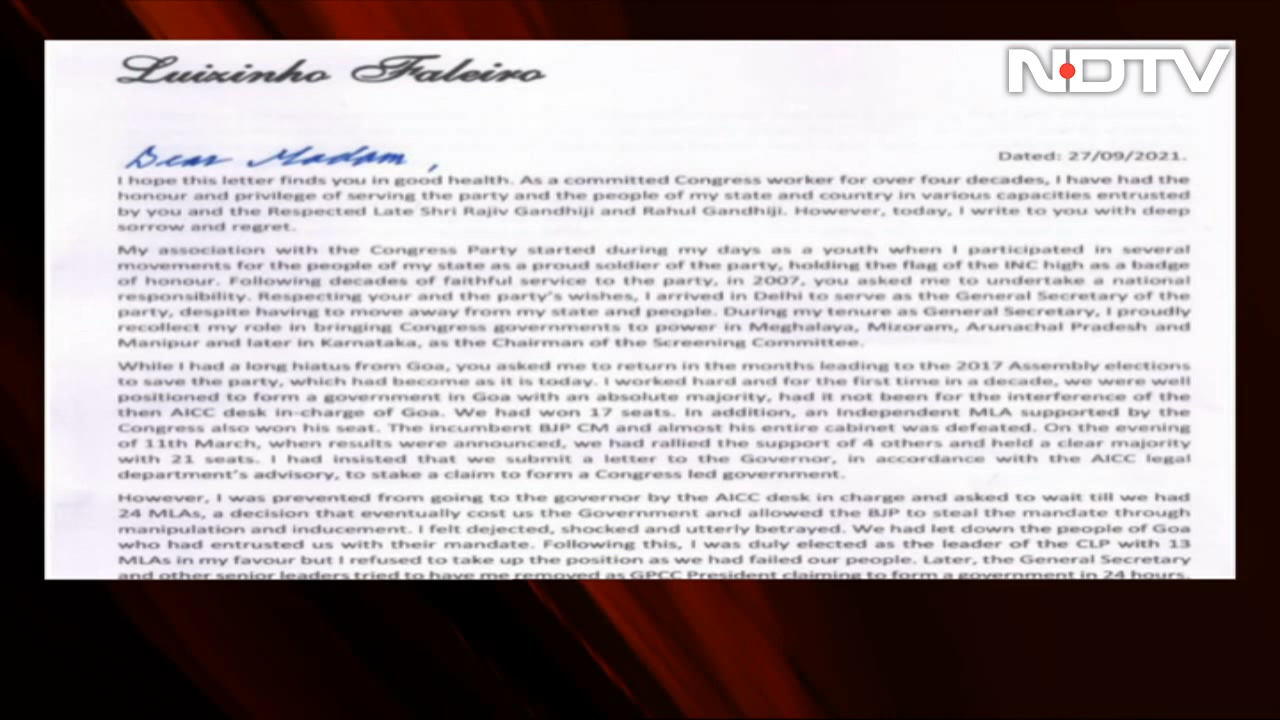 Luizinho Faleiro
NDTV
Dear Madam,
Dated: 27/09/2021.
I hope this letter finds you in good health. As a committed Congress worker for over four decades, I have had the
honour and privilege of serving the party and the people of my state and country in various capacities entrusted
by you and the Respected Late Shri Rajiv Gandhiji and Rahul Gandhiji. However, today, I write to you with deep
sorrow and regret.
My association with the Congress Party started during my days as a youth when I participated in several
movements for the people of my state as a proud soldier of the party, holding the flag of the INC high as a badge
of honour. Following decades of faithful service to the party, in 2007, you asked me to undertake a national
responsibility. Respecting your and the party's wishes, I arrived in Delhi to serve as the General Secretary of the
party, despite having to move away from my state and people. During my tenure as General Secretary, I proudly
recollect my role in bringing Congress governments to power in Meghalaya, Mizoram, Arunachal Pradesh and
Manipur and later in Karnataka, as the Chairman of the Screening Committee.
While I had a long hiatus from Goa, you asked me to return in the months leading to the 2017 Assembly elections
to save the party, which had become as it is today. I worked hard and for the first time in a decade, we were well
positioned to form a government in Goa with an absolute majority, had it not been for the interference of the
then AICC desk in-charge of Goa. We had won 17 seats. In addition, an Independent MLA supported by the
Congress also won his seat. The incumbent BJP CM and almost his entire cabinet was defeated. On the evening
of 11th March, when results were announced, we had rallied the support of 4 others and held a clear majority
with 21 seats. I had insisted that we submit a letter to the Governor, in accordance with the AICC legal
department's advisory, to stake a claim to form a Congress led government.
However, I was prevented from going to the governor by the AICC desk in charge and asked to wait till we had
24 MLAs, a decision that eventually cost us the Government and allowed the BJP to steal the mandate through
manipulation and inducement. I felt dejected, shocked and utterly betrayed. We had let down the people of Goa
who had entrusted us with their mandate. Following this, I was duly elected as the leader of the CLP with 13
MLAs in my favour but I refused to take up the position as we had failed our people. Later, the General Secretary
and other senior leaders tried to have me removed as GPCC President claiming to form a government in 24 hours.